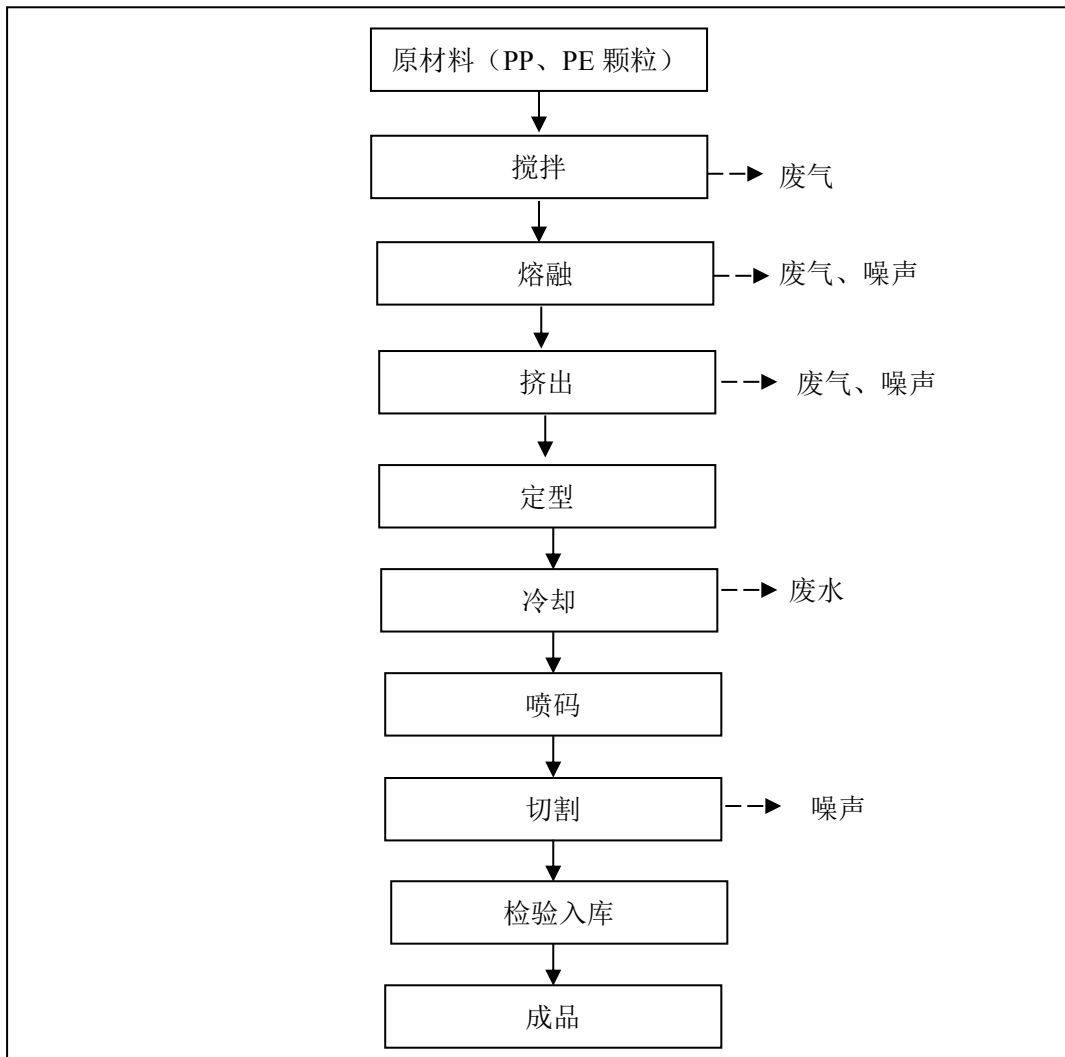 原材料（PP、PE 颗粒）
搅拌
废气
熔融
废气、噪声
挤出
废气、噪声
定型
冷却
废水
喷码
切割
噪声
检验入库
成品